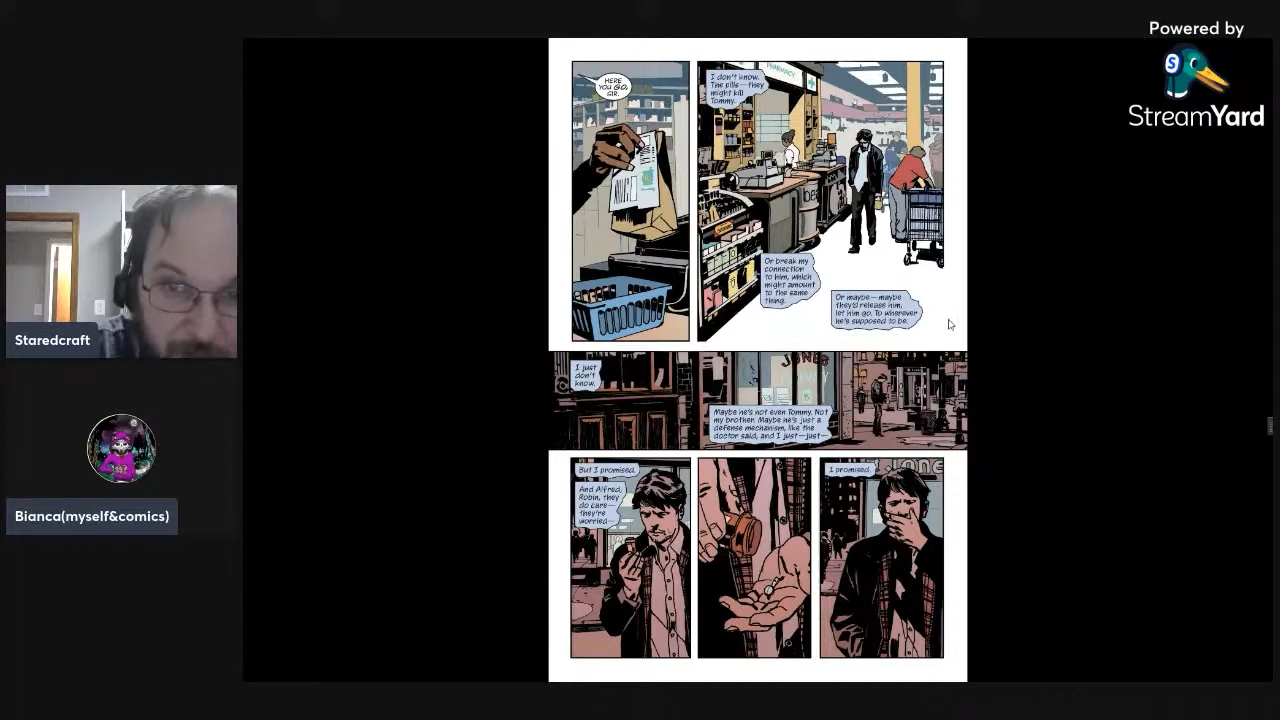 Powered by
StreamYard
HERE
YOU GO,
SIR.
PHARMACY
I don't know.
The pills—they
might kill
Tommy.
Or break my
connection
to him, which
might amount
to the same
thing.
Or maybe—maybe
they'd release him,
let him go. To wherever
he's supposed to be.
I just
don't
know.
Maybe he's not even Tommy. Not
my brother. Maybe he's just a
defense mechanism, like the
doctor said, and I just—just—
But I promised.
And Alfred,
Robin, they
do care—
they're
worried—
I promised.
Staredcraft
Bianca(myself&comics)